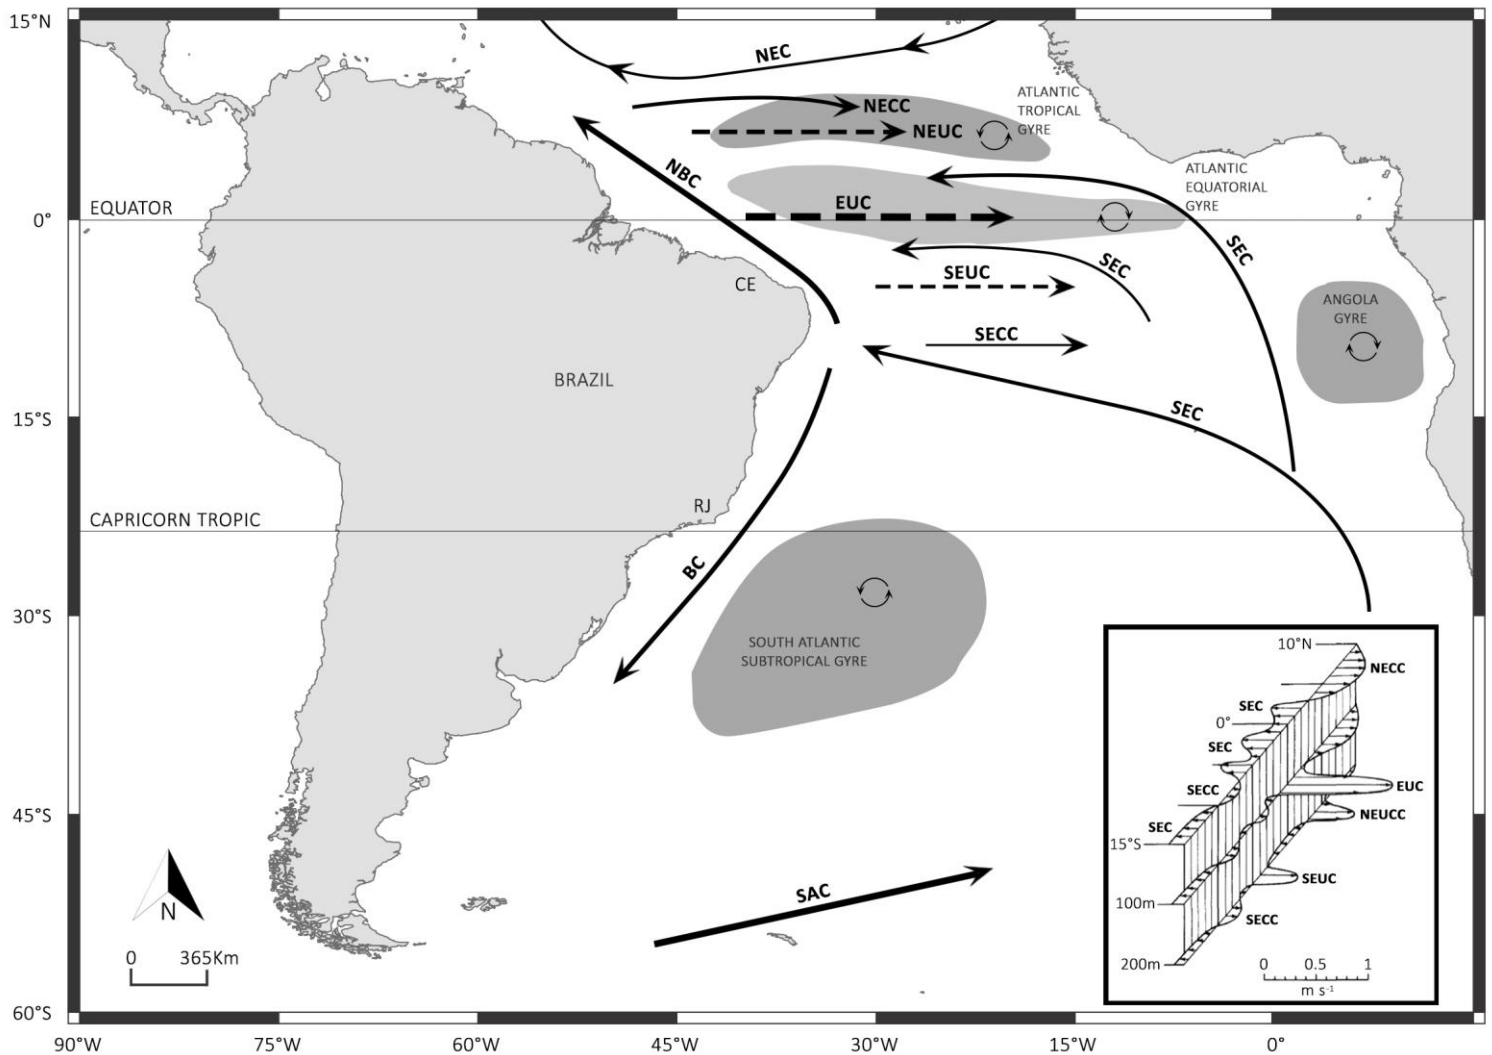 15°N
NEC
ATLANTIC
TROPICAL
GYRE
NECC
NEUC
NBC
ATLANTIC
EQUATORIAL
GYRE
EQUATOR
EUC
0°
SEC
SEC
SEUC
CE
ANGOLA
GYRE
SECC
BRAZIL
SEC
15°S
RJ
CAPRICORN TROPIC
BC
30°S
SOUTH ATLANTIC
SUBTROPICAL GYRE
10°N
NECC
SEC
0°
SEC
EUC
SECC
NEUCC
SEC
15°S
SEUC
100m
SECC
200m
0 0.5 1
m s-1
45°S
SAC
N
0 365Km
60°S
90°W 75°W 60°W 45°W 30°W 15°W 0°